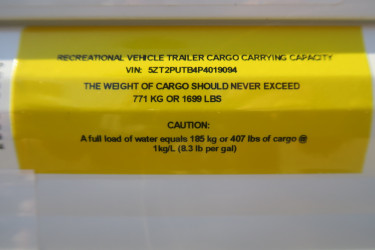 RECREATIONAL VEHICLE TRAILER CARGO CARRYING CAPACITY
VIN: 5ZT2PUTB4P4019094
THE WEIGHT OF CARGO SHOULD NEVER EXCEED
771 KG OR 1699 LBS
CAUTION:
A full load of water equals 185 kg or 407 lbs of cargo @
1kg/L (8.3 lb per gal)